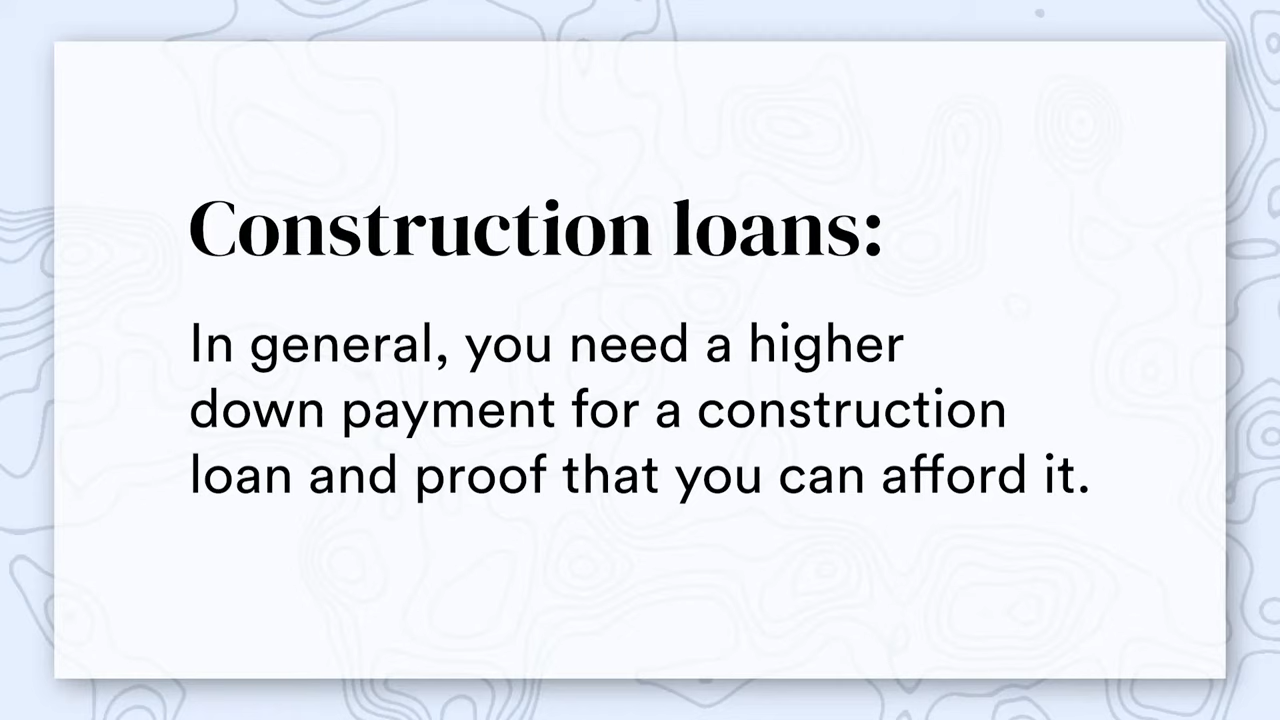 Construction loans:
In general, you need a higher
down payment for a construction
loan and proof that you can afford it.